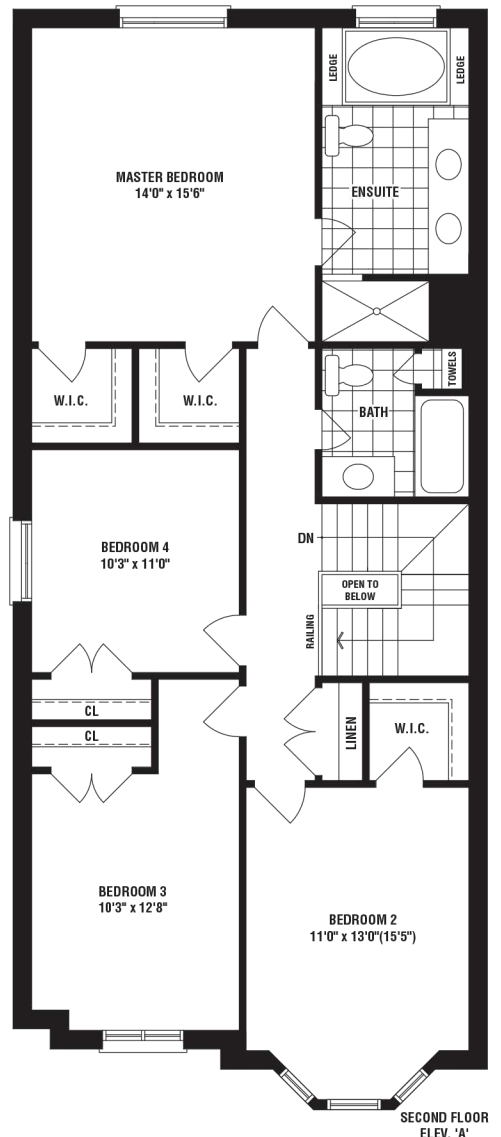 LEDGE
LEDGE
MASTER BEDROOM
14'0" x 15'6"
ENSUITE
W.I.C.
W.I.C.
TOWELS
BATH
DN
BEDROOM 4
10'3" x 11'0"
OPEN TO
BELOW
RAILING
CL
CL
LINEN
W.I.C.
BEDROOM 3
10'3" x 12'8"
BEDROOM 2
11'0" x 13'0"(15'5")
SECOND FLOOR
ELEV. 'A'